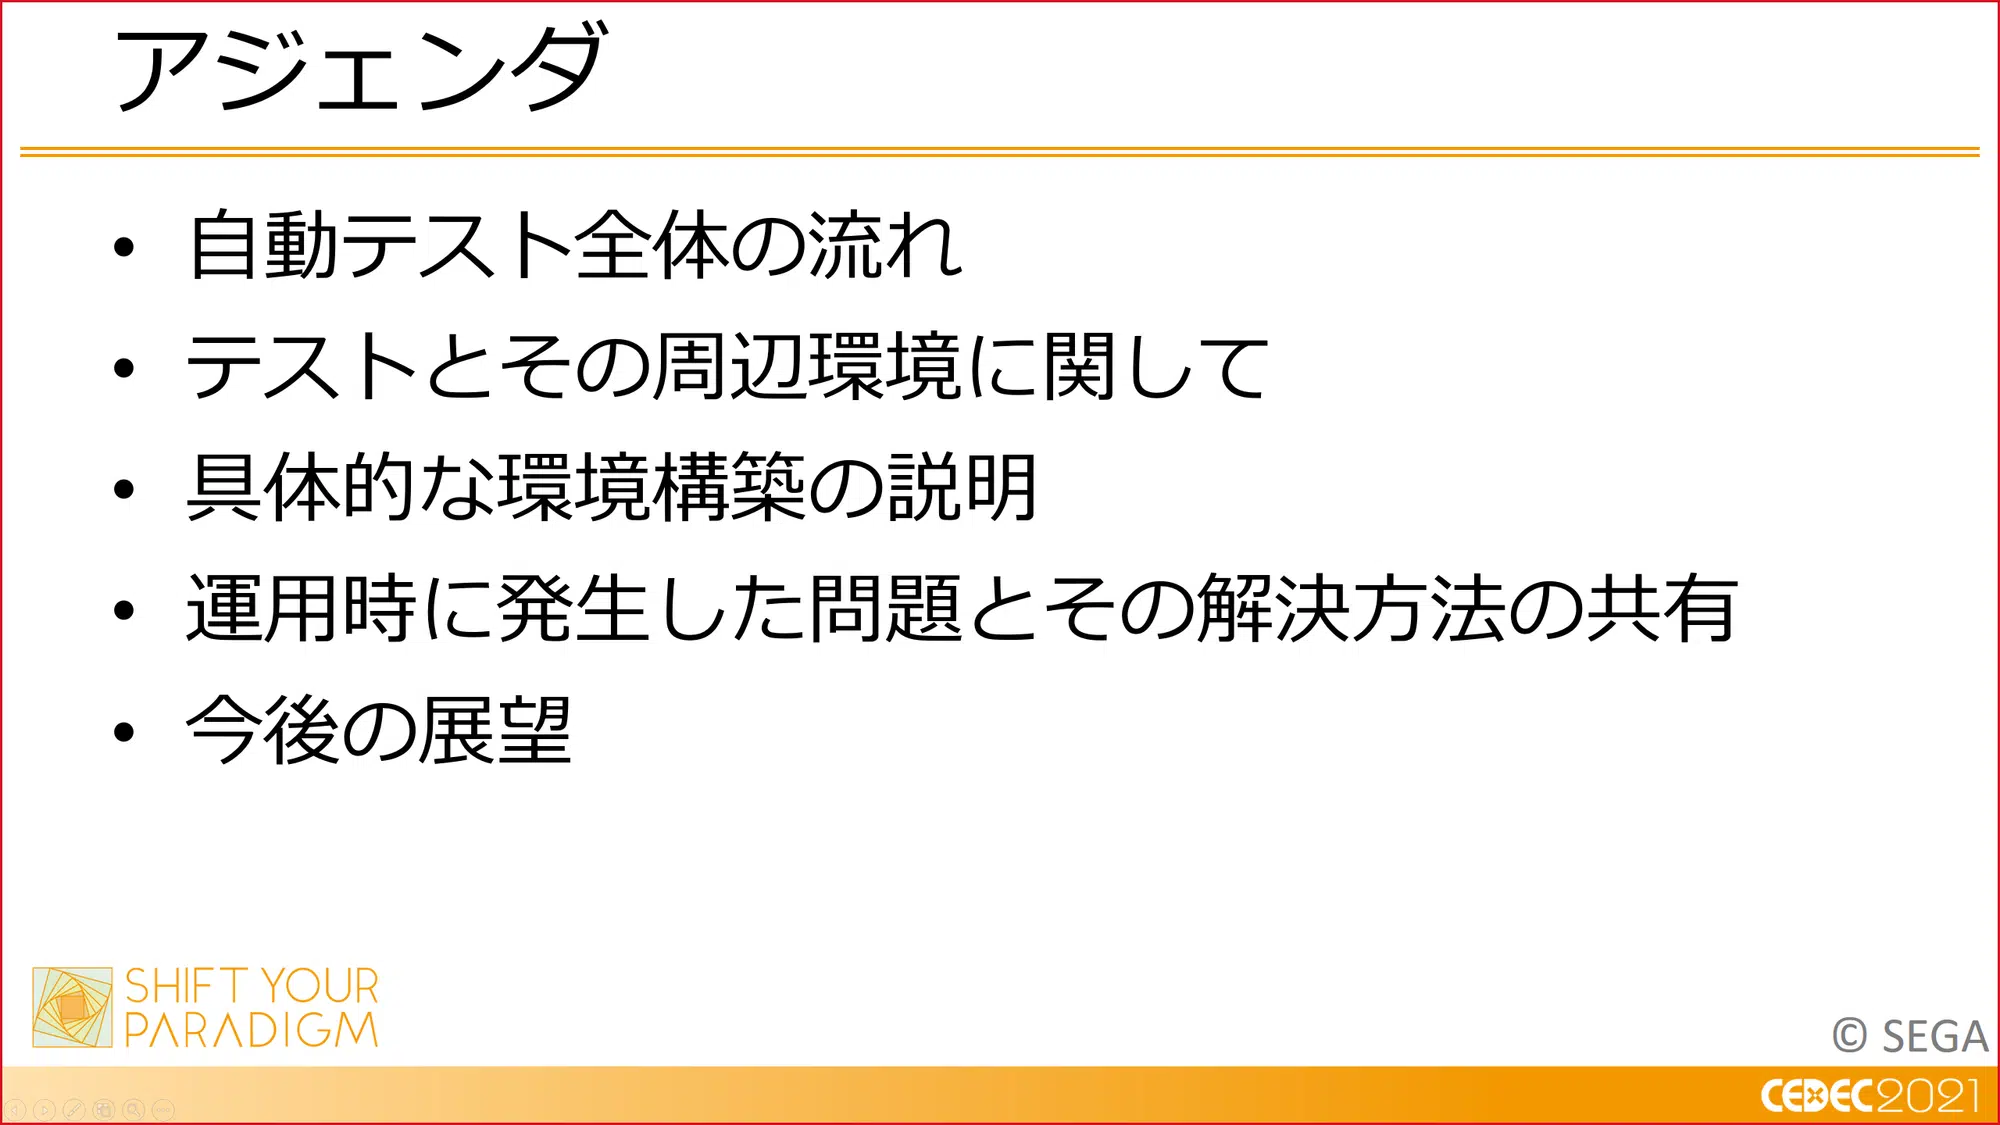 アジェンダ
• 自動テスト全体の流れ
• テストとその周辺環境に関して
• 具体的な環境構築の説明
• 運用時に発生した問題とその解決方法の共有
• 今後の展望
SHIFT YOUR
PARADIGM
© SEGA
CEDEC2021